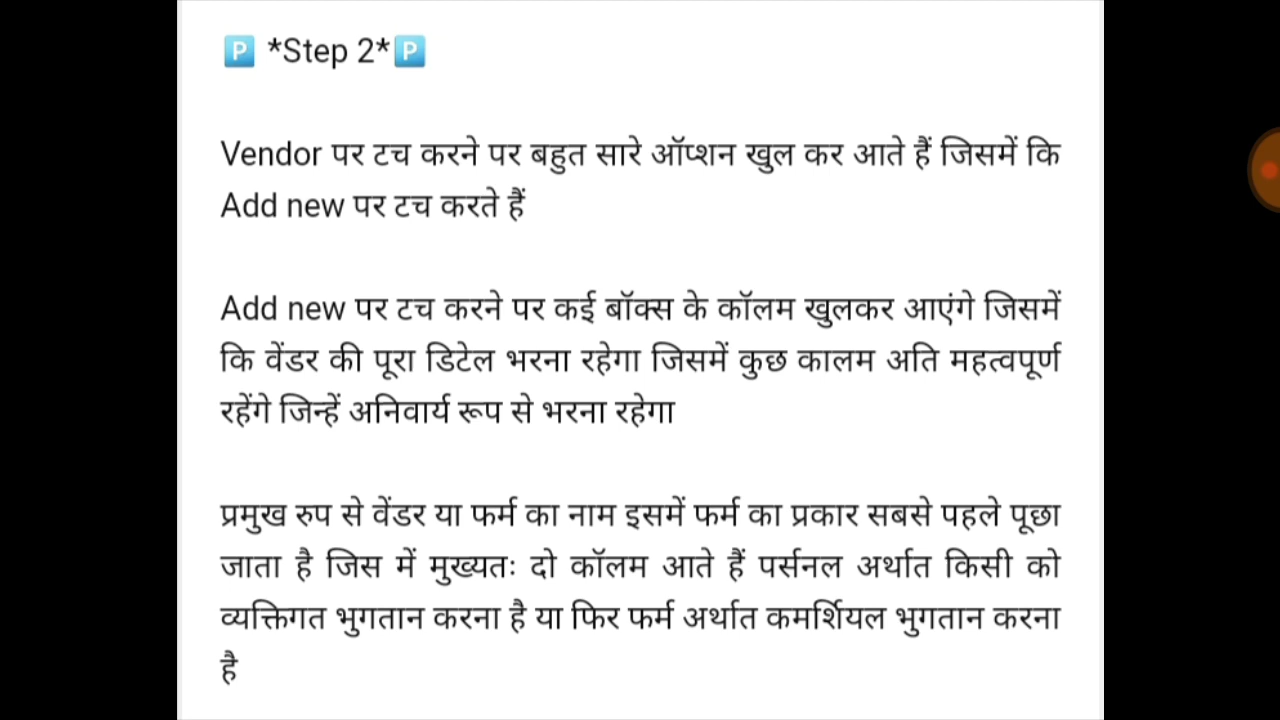 🅿️ *Step 2*🅿️
Vendor पर टच करने पर बहुत सारे ऑप्शन खुल कर आते हैं जिसमें कि
Add new पर टच करते हैं
Add new पर टच करने पर कई बॉक्स के कॉलम खुलकर आएंगे जिसमें
कि वेंडर की पूरा डिटेल भरना रहेगा जिसमें कुछ कालम अति महत्वपूर्ण
रहेंगे जिन्हें अनिवार्य रूप से भरना रहेगा
प्रमुख रुप से वेंडर या फर्म का नाम इसमें फर्म का प्रकार सबसे पहले पूछा
जाता है जिस में मुख्यतः दो कॉलम आते हैं पर्सनल अर्थात किसी को
व्यक्तिगत भुगतान करना है या फिर फर्म अर्थात कमर्शियल भुगतान करना
है